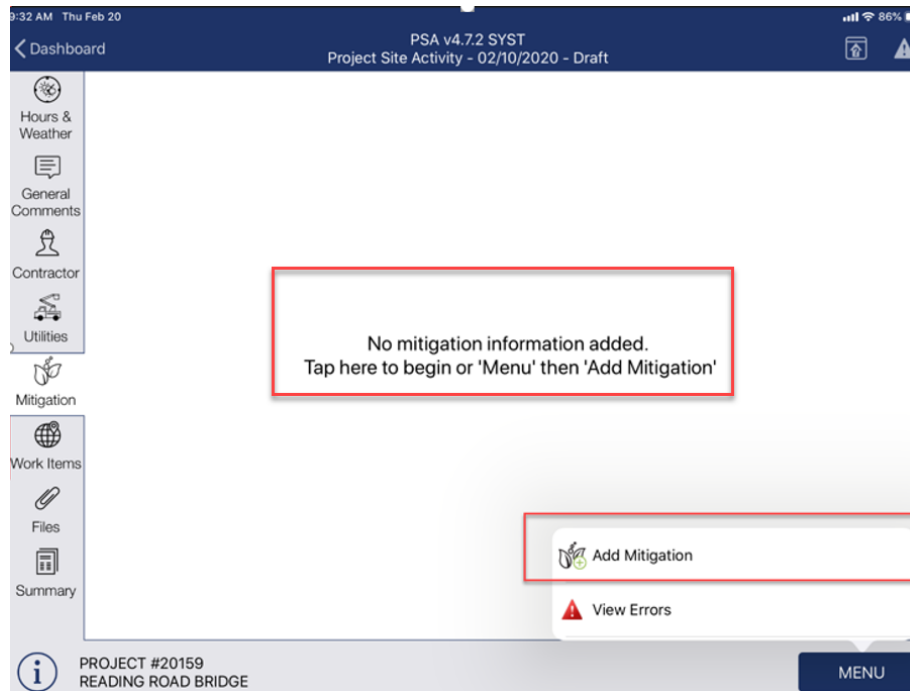 9:32 AM Thu Feb 20
86%
Dashboard
PSA v4.7.2 SYST
Project Site Activity - 02/10/2020 - Draft
Hours &
Weather
General
Comments
Contractor
Utilities
Mitigation
Work Items
Files
Summary
No mitigation information added.
Tap here to begin or 'Menu' then 'Add Mitigation'
Add Mitigation
View Errors
i
PROJECT #20159
READING ROAD BRIDGE
MENU